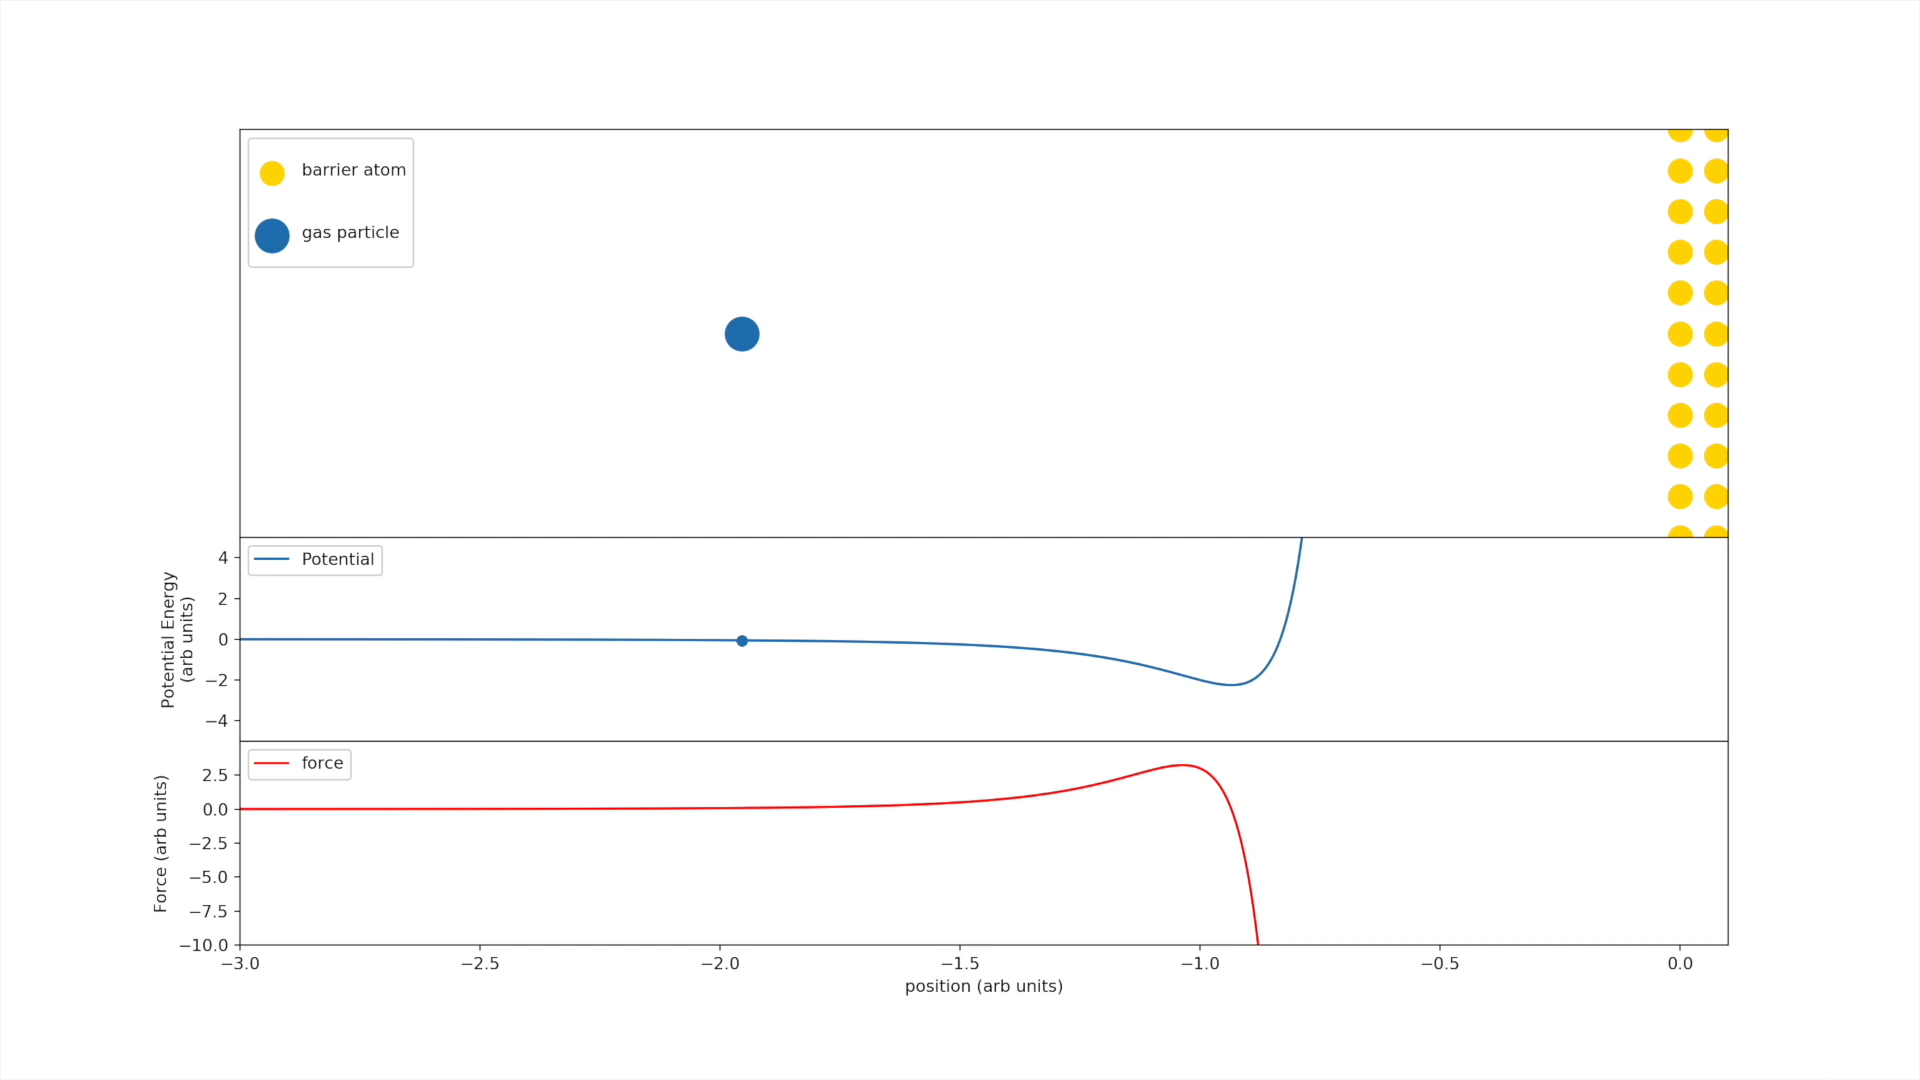 barrier atom
gas particle
Potential
4
2
0
−2
−4
Potential Energy
(arb units)
force
2.5
0.0
−2.5
−5.0
−7.5
−10.0
Force (arb units)
−3.0 −2.5 −2.0 −1.5 −1.0 −0.5 0.0
position (arb units)